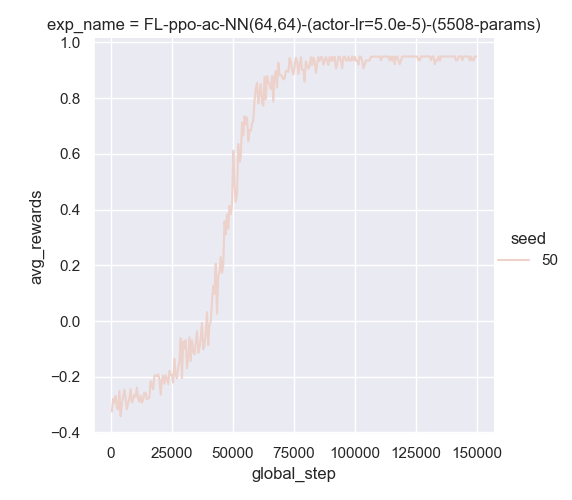 exp_name = FL-ppo-ac-NN(64,64)-(actor-lr=5.0e-5)-(5508-params)
1.0
0.8
0.6
0.4
0.2
0.0
−0.2
−0.4
avg_rewards
0 25000 50000 75000 100000 125000 150000
global_step
seed
50